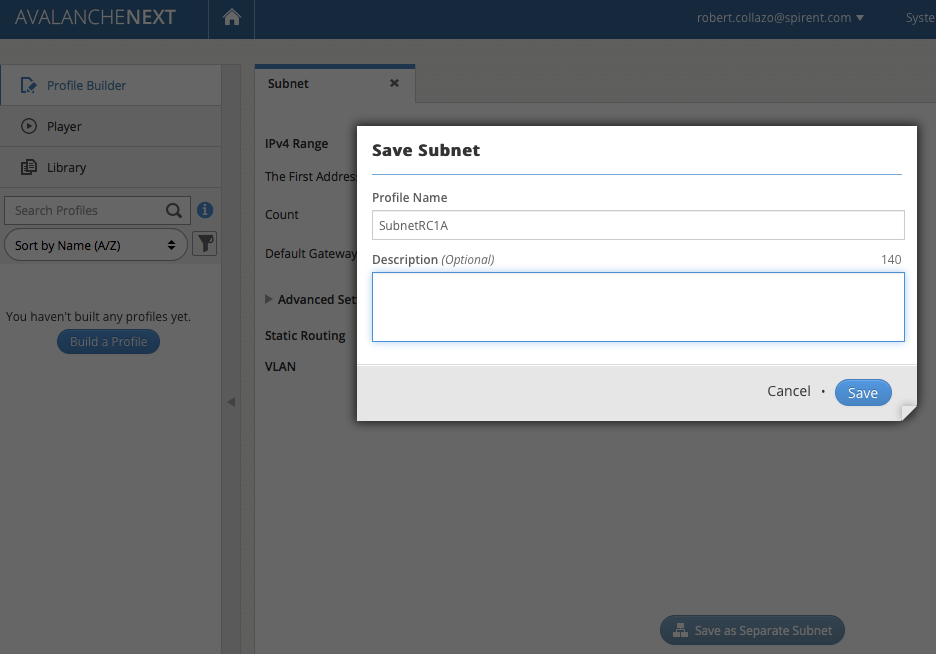 AVALANCHENEXT
robert.collazo@spirent.com
Syste
Profile Builder
Player
Library
Search Profiles
Sort by Name (A/Z)
You haven't built any profiles yet.
Build a Profile
Subnet
IPv4 Range
The First Addres
Count
Default Gateway
Advanced Set
Static Routing
VLAN
Save Subnet
Profile Name
SubnetRC1A
Description (Optional) 140
Cancel • Save
Save as Separate Subnet